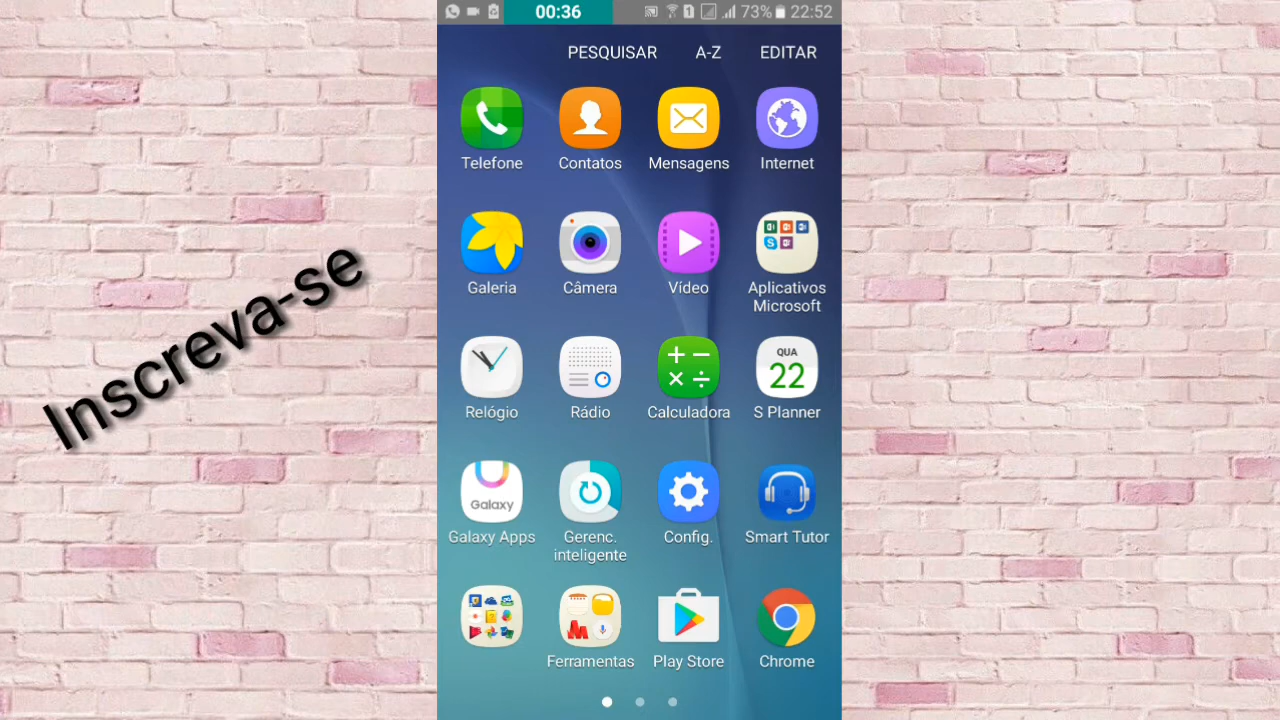 00:36 1 73% 22:52
PESQUISAR A-Z EDITAR
Telefone Contatos Mensagens Internet
Galeria Câmera Vídeo Aplicativos
Microsoft
Inscreva-se
QUA
22
Relógio Rádio Calculadora S Planner
Galaxy
Galaxy Apps Gerenc. Config. Smart Tutor
inteligente
Ferramentas Play Store Chrome